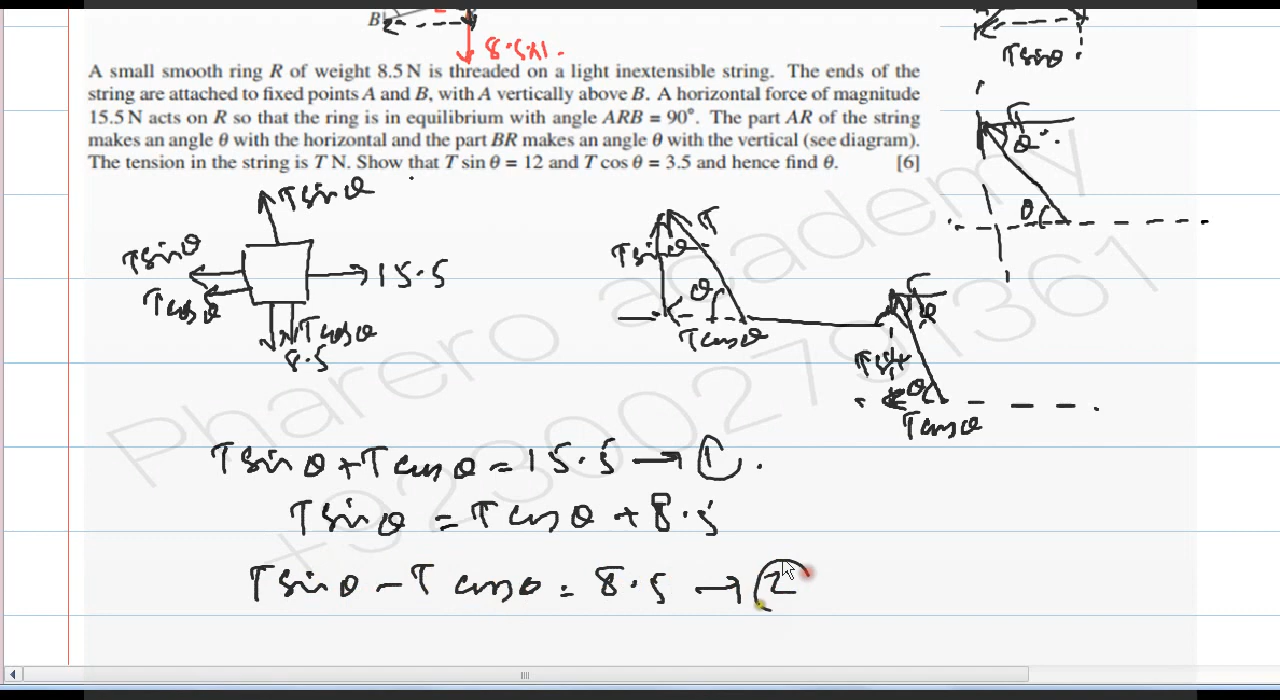 B
8.5N.
Tsinθ
A small smooth ring R of weight 8.5 N is threaded on a light inextensible string. The ends of the
string are attached to fixed points A and B, with A vertically above B. A horizontal force of magnitude
15.5 N acts on R so that the ring is in equilibrium with angle ARB = 90°. The part AR of the string
makes an angle θ with the horizontal and the part BR makes an angle θ with the vertical (see diagram).
The tension in the string is T N. Show that T sin θ = 12 and T cos θ = 3.5 and hence find θ. [6]
θ
θ
Tsinθ
Tsinθ
15.5
Tcosθ
Tcosθ
8.5
T
Tsinθ
θ
Tcosθ
θ
Tcosθ
Tsinθ + Tcosθ = 15.5 → 1.
Tsinθ = Tcosθ + 8.5
Tsinθ - Tcosθ = 8.5 → 2
Pharero academy
+923002791361